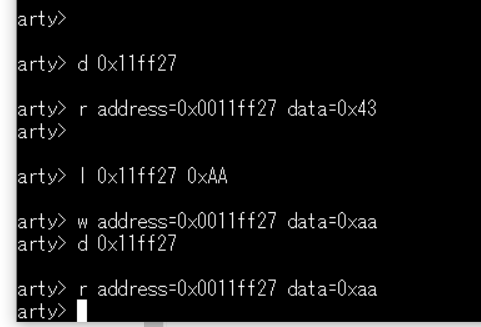 arty>
arty> d 0x11ff27
arty> r address=0x0011ff27 data=0x43
arty>
arty> l 0x11ff27 0xAA
arty> w address=0x0011ff27 data=0xaa
arty> d 0x11ff27
arty> r address=0x0011ff27 data=0xaa
arty>